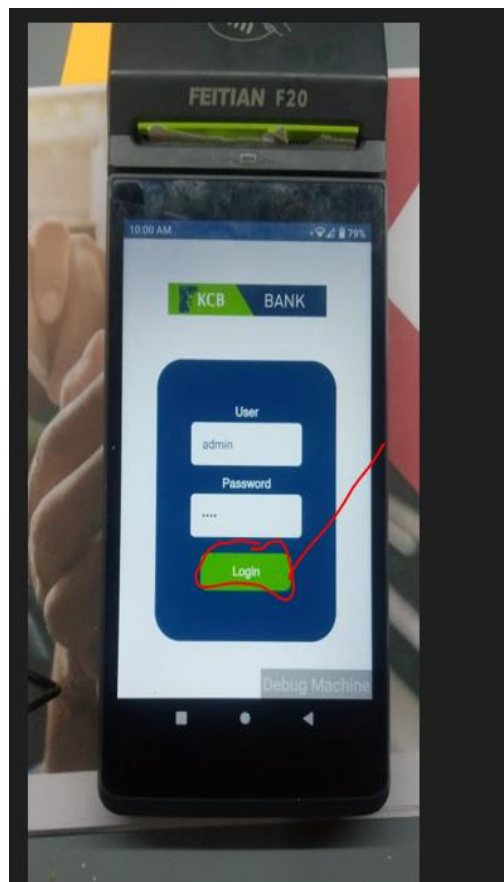 FEITIAN F20
10:00 AM 79%
KCB BANK
User
admin
Password
····
Login
Debug Machine